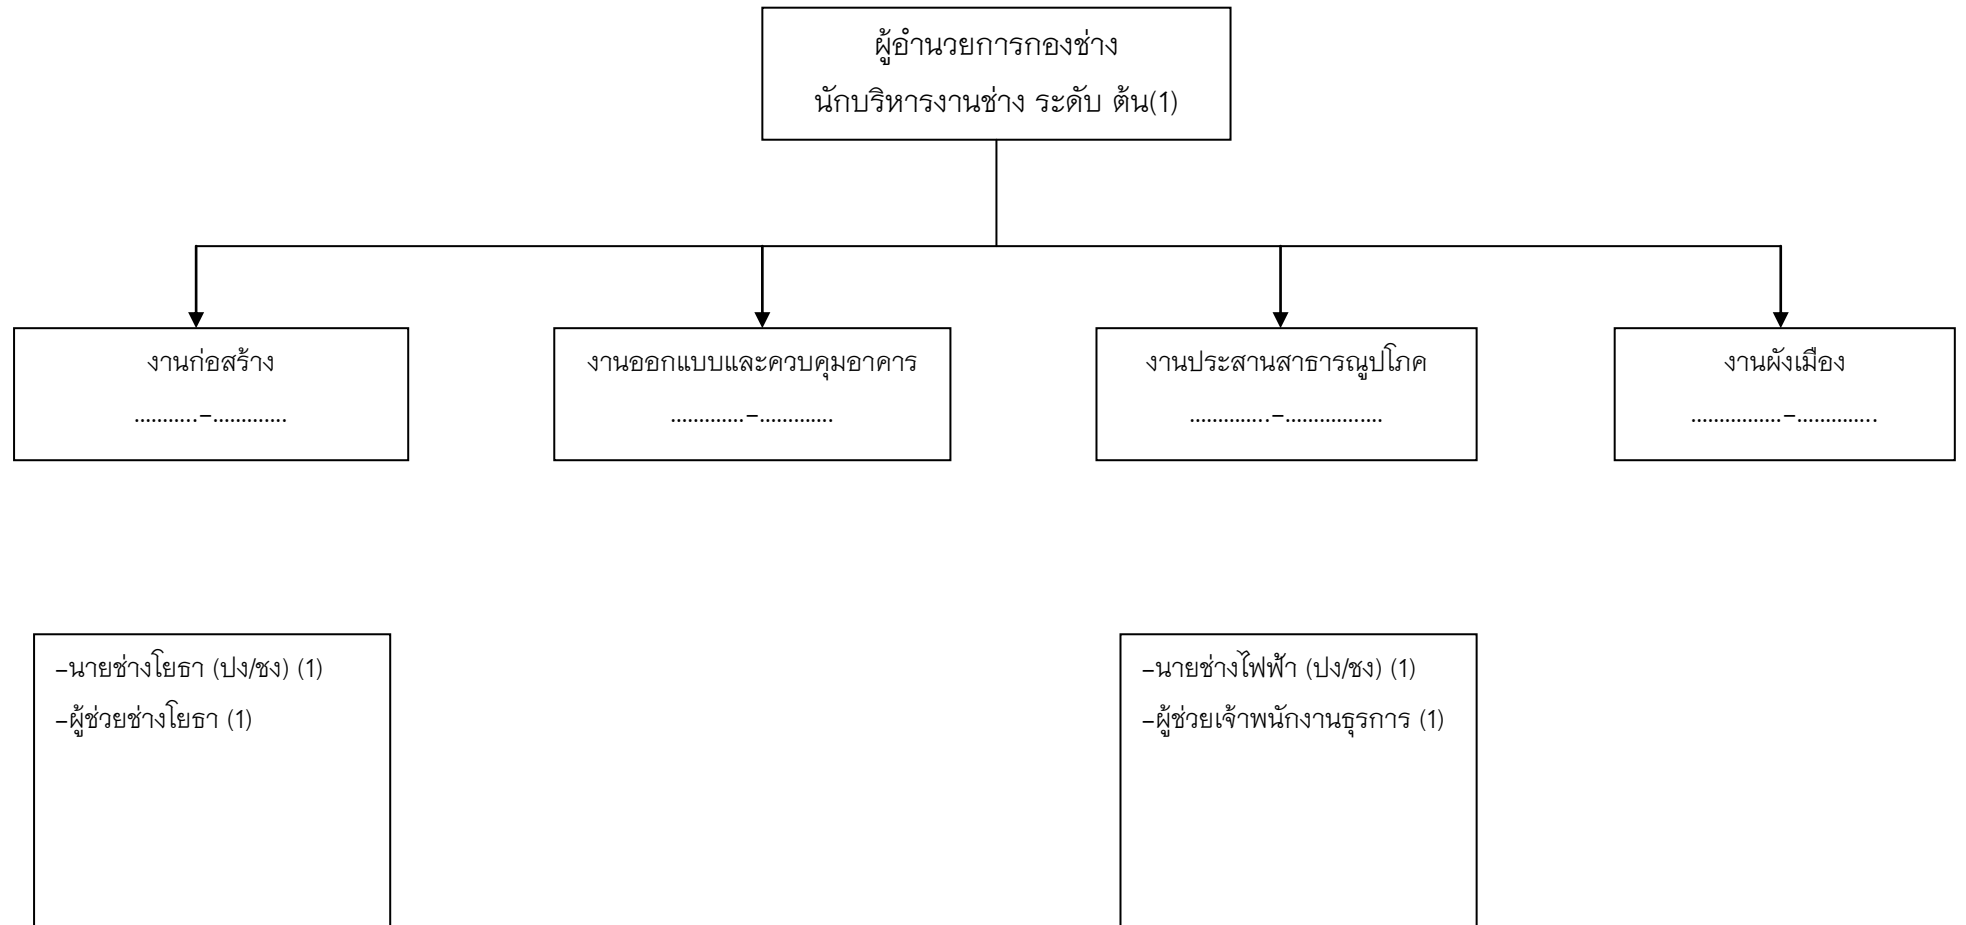 ผู้อำนวยการกองช่าง
นักบริหารงานช่าง ระดับ ต้น(1)
งานก่อสร้าง
...........-.............
งานออกแบบและควบคุมอาคาร
.............-.............
งานประสานสาธารณูปโภค
..............-.................
งานผังเมือง
................-..............
-นายช่างโยธา (ปง/ชง) (1)
-ผู้ช่วยช่างโยธา (1)
-นายช่างไฟฟ้า (ปง/ชง) (1)
-ผู้ช่วยเจ้าพนักงานธุรการ (1)